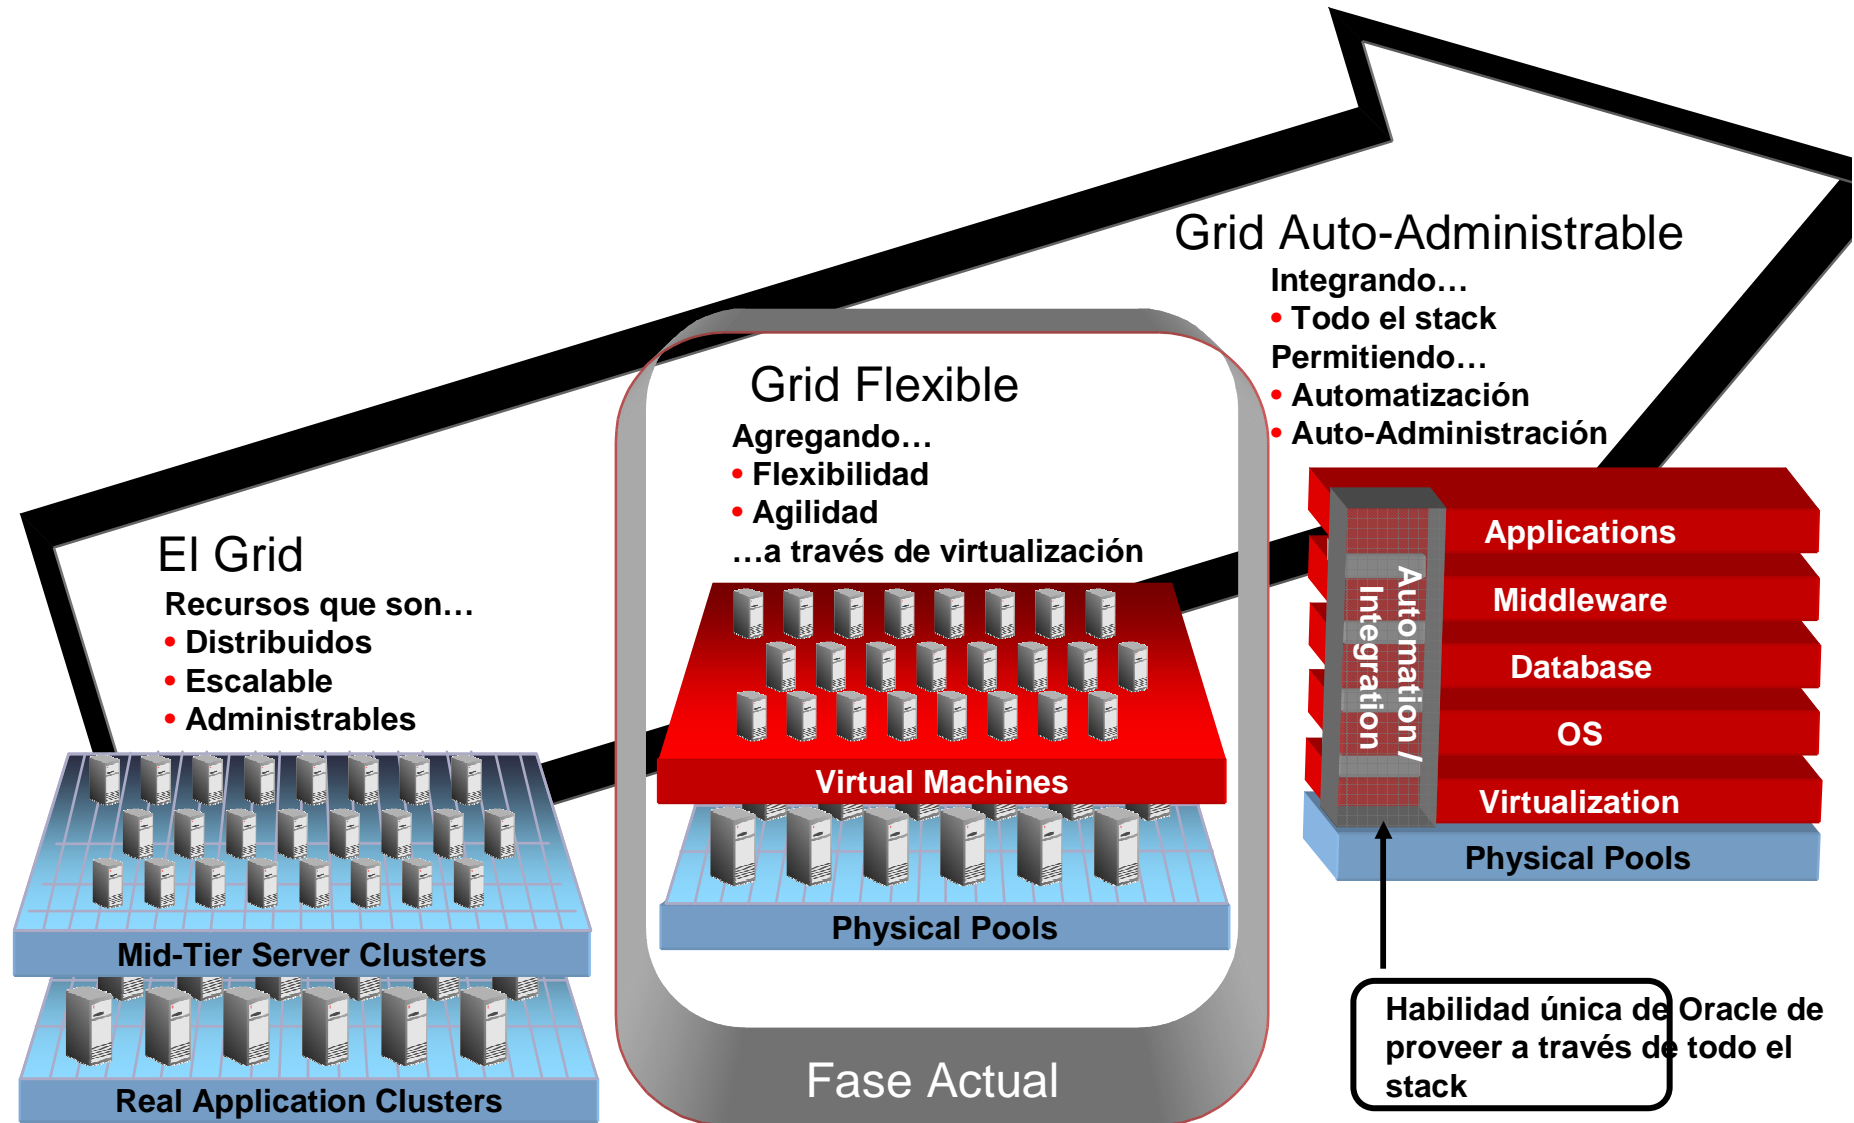 El Grid
Recursos que son…
• Distribuidos
• Escalable
• Administrables
Mid-Tier Server Clusters
Real Application Clusters
Grid Flexible
Agregando…
• Flexibilidad
• Agilidad
…a través de virtualización
Virtual Machines
Physical Pools
Fase Actual
Grid Auto-Administrable
Integrando…
• Todo el stack
Permitiendo…
• Automatización
• Auto-Administración
Automation /
Integration
Applications
Middleware
Database
OS
Virtualization
Physical Pools
Habilidad única de Oracle de
proveer a través de todo el
stack